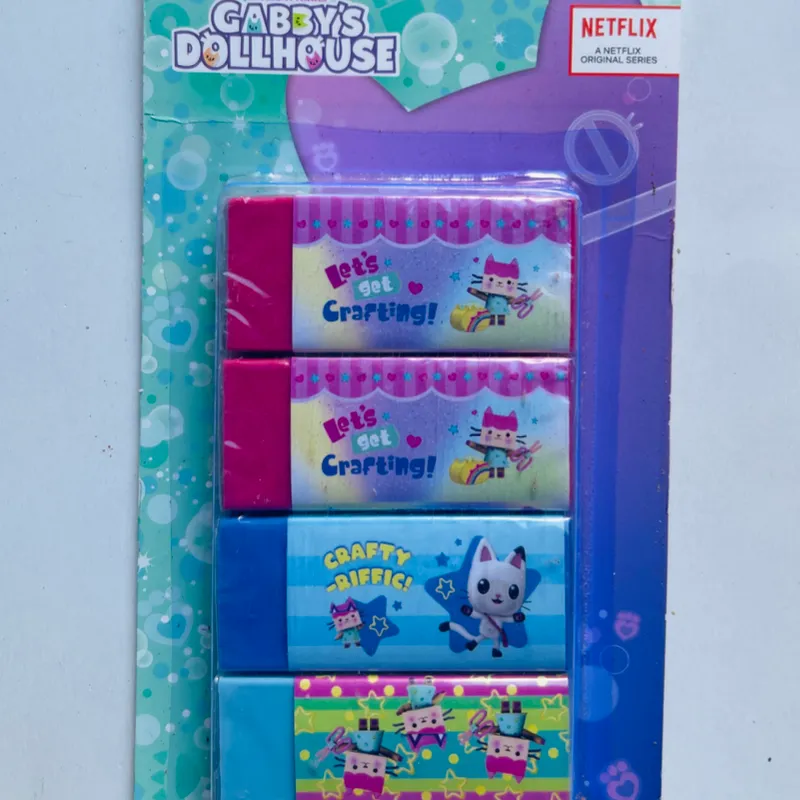 GABBY'S
DOLLHOUSE
NETFLIX
A NETFLIX
ORIGINAL SERIES
Let's
get
Crafting!
Let's
get
Crafting!
CRAFTY
-RIFFIC!